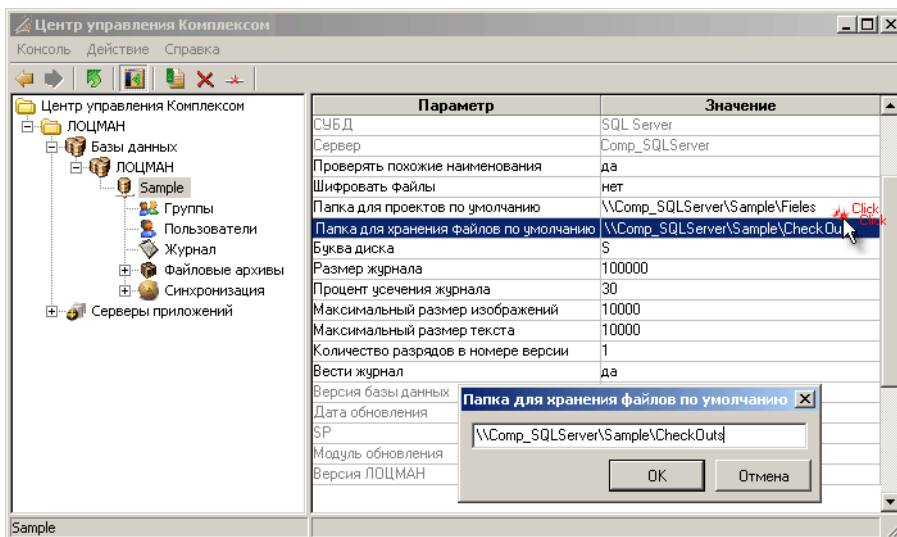 Центр управления Комплексом
Консоль Действие Справка
Центр управления Комплексом
ЛОЦМАН
Базы данных
ЛОЦМАН
Sample
Группы
Пользователи
Журнал
Файловые архивы
Синхронизация
Серверы приложений
Параметр Значение
СУБД SQL Server
Сервер Comp_SQLServer
Проверять похожие наименования да
Шифровать файлы нет
Папка для проектов по умолчанию \\Comp_SQLServer\Sample\Fieles
Click
Click
Папка для хранения файлов по умолчанию \\Comp_SQLServer\Sample\CheckOu
Буква диска S
Размер журнала 100000
Процент усечения журнала 30
Максимальный размер изображений 10000
Максимальный размер текста 10000
Количество разрядов в номере версии 1
Вести журнал да
Версия базы данных
Дата обновления
SP
Модуль обновления
Версия ЛОЦМАН
Папка для хранения файлов по умолчанию
\\Comp_SQLServer\Sample\CheckOuts
OK Отмена
Sample